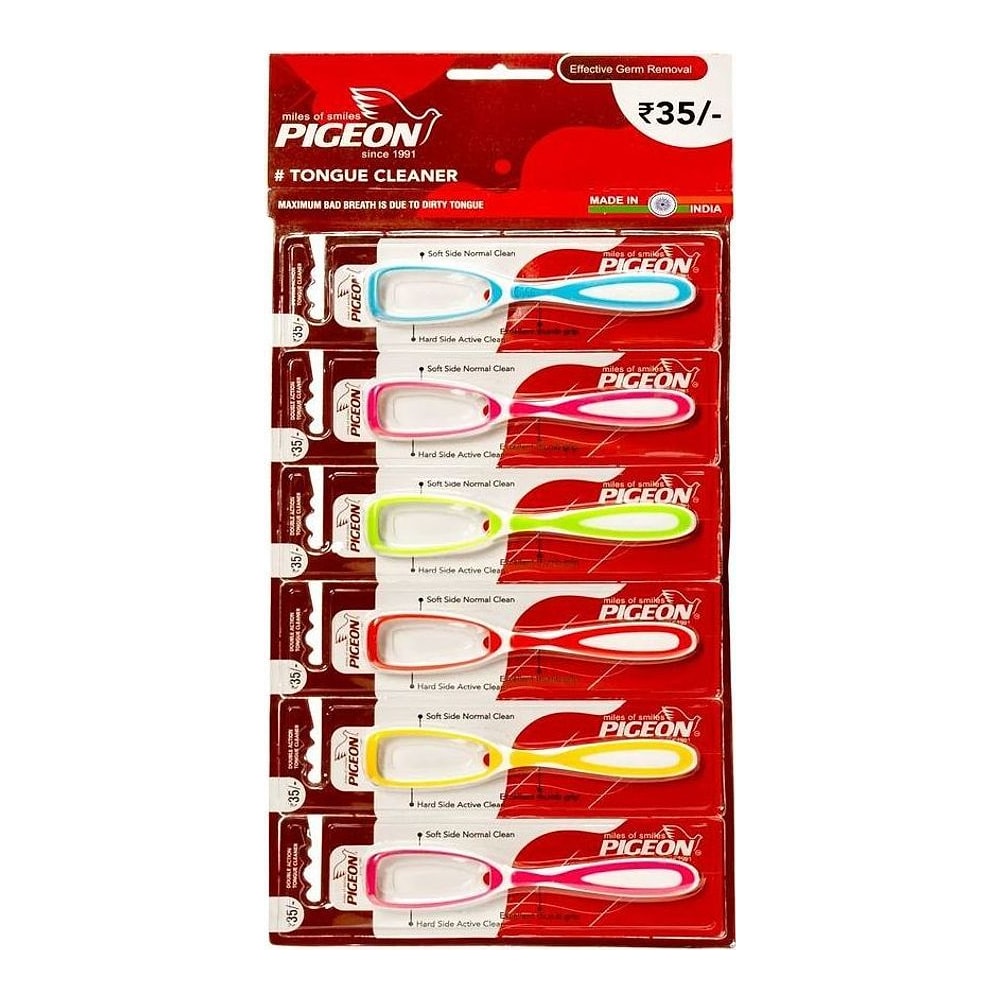 Effective Germ Removal
₹35/-
miles of smiles
PIGEON
since 1991
# TONGUE CLEANER
MAXIMUM BAD BREATH IS DUE TO DIRTY TONGUE
MADE IN INDIA
Soft Side Normal Clean
miles of smiles
PIGEON
PIGEON
TONGUE CLEANER
₹35/-
Hard Side Active Clean
Soft Side Normal Clean
miles of smiles
PIGEON
PIGEON
DOUBLE ACTION
TONGUE CLEANER
₹35/-
Hard Side Active Clean
Soft Side Normal Clean
miles of smiles
PIGEON
PIGEON
DOUBLE ACTION
TONGUE CLEANER
₹35/-
Hard Side Active Clean
Soft Side Normal Clean
miles of smiles
PIGEON
PIGEON
DOUBLE ACTION
TONGUE CLEANER
₹35/-
Hard Side Active Clean
Soft Side Normal Clean
miles of smiles
PIGEON
PIGEON
DOUBLE ACTION
TONGUE CLEANER
₹35/-
Hard Side Active Clean
Soft Side Normal Clean
miles of smiles
PIGEON
PIGEON
DOUBLE ACTION
TONGUE CLEANER
₹35/-
Hard Side Active Clean